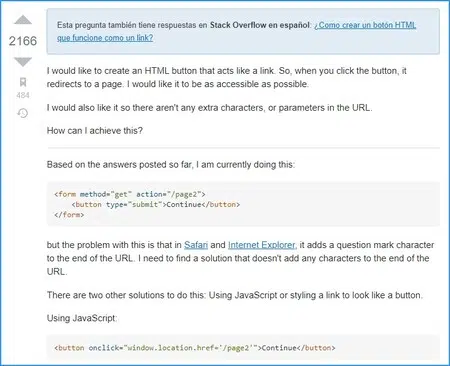 Esta pregunta también tiene respuestas en Stack Overflow en español: ¿Como crear un botón HTML
que funcione como un link?
2166
I would like to create an HTML button that acts like a link. So, when you click the button, it
redirects to a page. I would like it to be as accessible as possible.
484
I would also like it so there aren't any extra characters, or parameters in the URL.
How can I achieve this?
Based on the answers posted so far, I am currently doing this:
<form method="get" action="/page2">
    <button type="submit">Continue</button>
</form>
but the problem with this is that in Safari and Internet Explorer, it adds a question mark character
to the end of the URL. I need to find a solution that doesn't add any characters to the end of the
URL.
There are two other solutions to do this: Using JavaScript or styling a link to look like a button.
Using JavaScript:
<button onclick="window.location.href='/page2'">Continue</button>